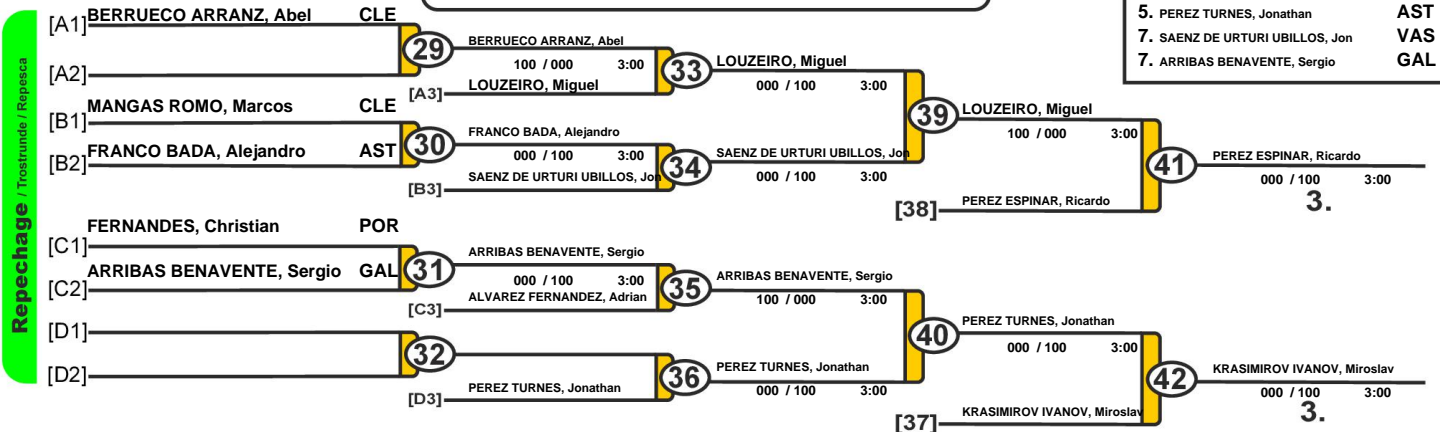 Repechage / Trostrunde / Repesca
5. PEREZ TURNES, Jonathan AST
7. SAENZ DE URTURI UBILLOS, Jon VAS
7. ARRIBAS BENAVENTE, Sergio GAL
[A1] BERRUECO ARRANZ, Abel CLE
[A2]
29
[B1] MANGAS ROMO, Marcos CLE
[B2] FRANCO BADA, Alejandro AST
30
[C1] FERNANDES, Christian POR
[C2] ARRIBAS BENAVENTE, Sergio GAL
31
[D1]
[D2]
32
BERRUECO ARRANZ, Abel
100 / 000 3:00
[A3] LOUZEIRO, Miguel
33
FRANCO BADA, Alejandro
000 / 100 3:00
[B3] SAENZ DE URTURI UBILLOS, Jon
34
ARRIBAS BENAVENTE, Sergio
000 / 100 3:00
[C3] ALVAREZ FERNANDEZ, Adrian
35
[D3] PEREZ TURNES, Jonathan
36
LOUZEIRO, Miguel
000 / 100 3:00
SAENZ DE URTURI UBILLOS, Jon
000 / 100 3:00
39
ARRIBAS BENAVENTE, Sergio
100 / 000 3:00
PEREZ TURNES, Jonathan
000 / 100 3:00
40
LOUZEIRO, Miguel
100 / 000 3:00
[38] PEREZ ESPINAR, Ricardo
41
PEREZ TURNES, Jonathan
000 / 100 3:00
[37] KRASIMIROV IVANOV, Miroslav
42
PEREZ ESPINAR, Ricardo
000 / 100 3:00
3.
KRASIMIROV IVANOV, Miroslav
000 / 100 3:00
3.